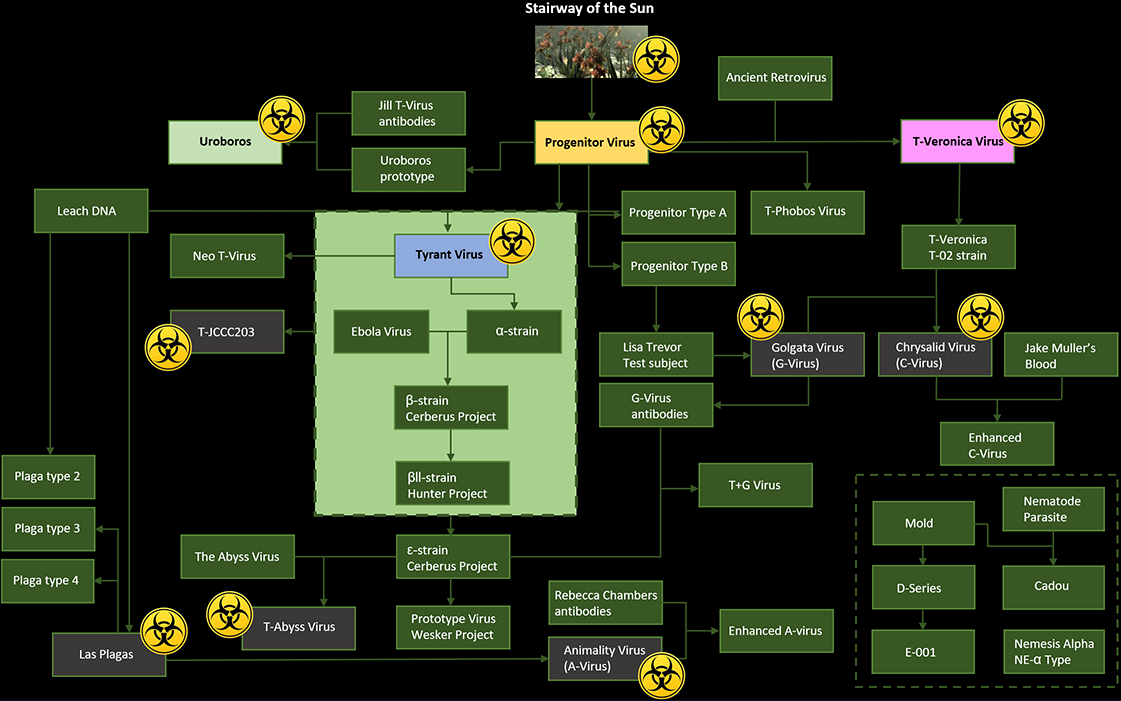 Stairway of the Sun
Ancient Retrovirus
Jill T-Virus
antibodies
Uroboros
Progenitor Virus
T-Veronica Virus
Uroboros
prototype
Leach DNA
Progenitor Type A
T-Phobos Virus
Neo T-Virus
Tyrant Virus
Progenitor Type B
T-Veronica
T-02 strain
T-JCCC203
Ebola Virus
α-strain
Lisa Trevor
Test subject
Golgata Virus
(G-Virus)
Chrysalid Virus
(C-Virus)
Jake Muller's
Blood
β-strain
Cerberus Project
G-Virus
antibodies
Enhanced
C-Virus
Plaga type 2
βll-strain
Hunter Project
T+G Virus
Plaga type 3
Mold
Nematode
Parasite
The Abyss Virus
ε-strain
Cerberus Project
Plaga type 4
D-Series
Cadou
Rebecca Chambers
antibodies
T-Abyss Virus
Prototype Virus
Wesker Project
Enhanced A-virus
Las Plagas
Animality Virus
(A-Virus)
E-001
Nemesis Alpha
NE-α Type